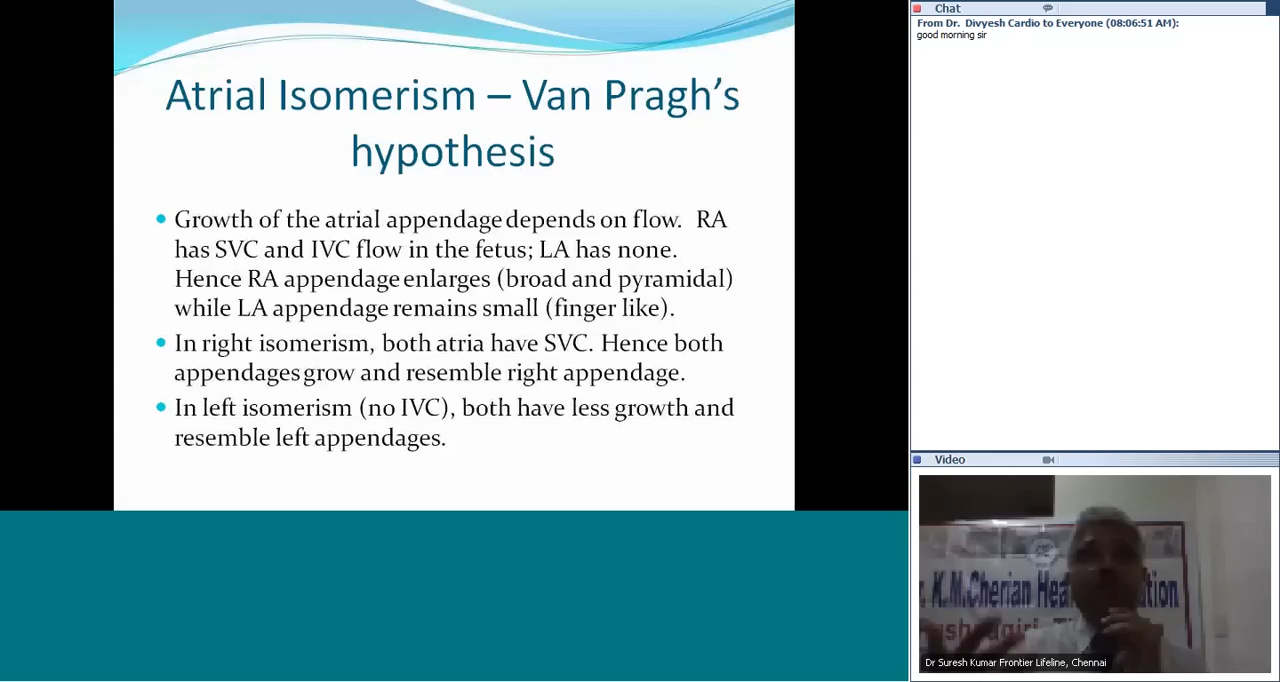 Atrial Isomerism – Van Pragh’s
hypothesis
Growth of the atrial appendage depends on flow. RA
has SVC and IVC flow in the fetus; LA has none.
Hence RA appendage enlarges (broad and pyramidal)
while LA appendage remains small (finger like).
In right isomerism, both atria have SVC. Hence both
appendages grow and resemble right appendage.
In left isomerism (no IVC), both have less growth and
resemble left appendages.
Chat
From Dr. Divyesh Cardio to Everyone (08:06:51 AM):
good morning sir
Video
K.M.Cherian Hea
Dr Suresh Kumar Frontier Lifeline, Chennai